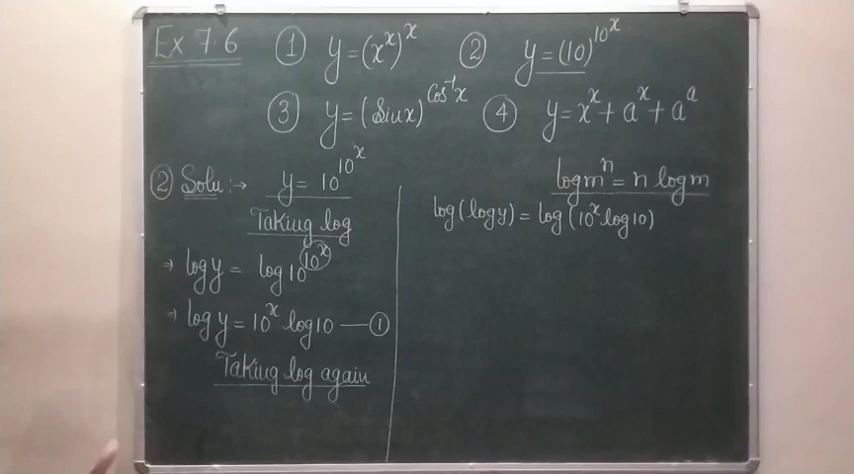 Ex 7.6 ① y = (x^x)^x ② y = (10)^10^x
③ y = (Sinx)^Cos⁻¹x ④ y = x^x + a^x + a^a
② Solu :→ y = 10^10^x
Taking log
⇒ log y = log 10^10^x
⇒ log y = 10^x log 10 — ①
Taking log again
log m^n = n log m
log (log y) = log (10^x log 10)